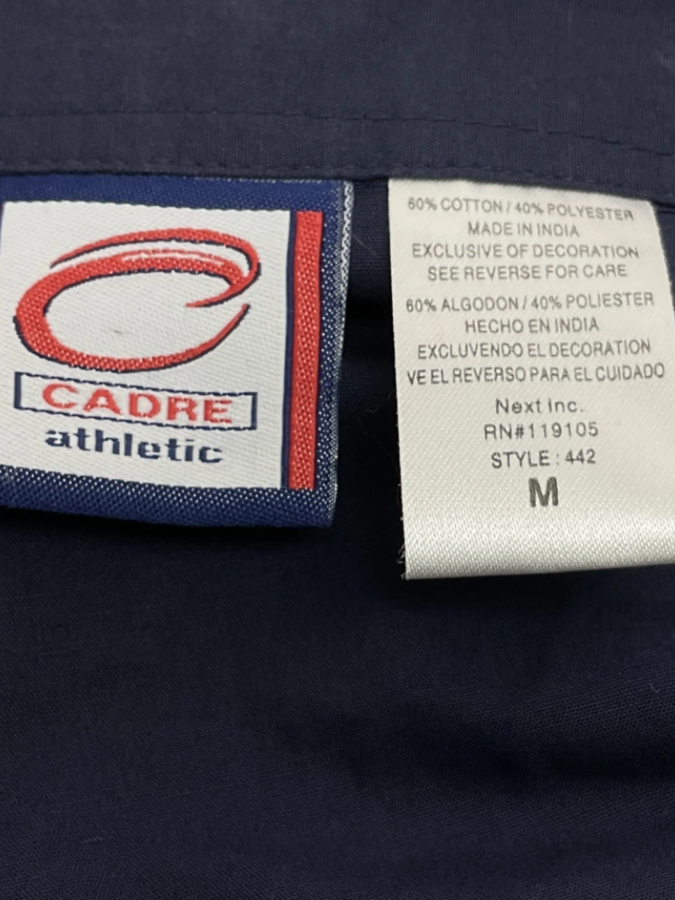 CADRE
athletic
60% COTTON / 40% POLYESTER
MADE IN INDIA
EXCLUSIVE OF DECORATION
SEE REVERSE FOR CARE
60% ALGODON / 40% POLIESTER
HECHO EN INDIA
EXCLUVENDO EL DECORATION
VE EL REVERSO PARA EL CUIDADO
Next Inc.
RN#119105
STYLE : 442
M